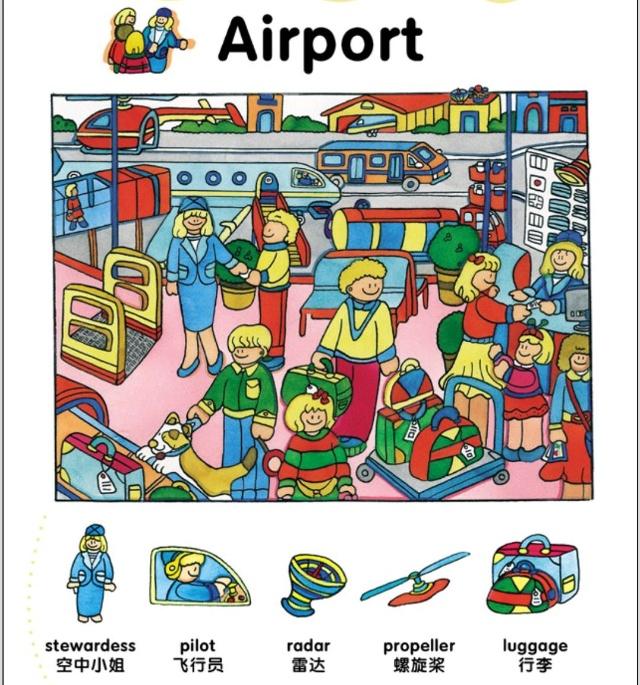 Airport
stewardess
空中小姐
pilot
飞行员
radar
雷达
propeller
螺旋桨
luggage
行李